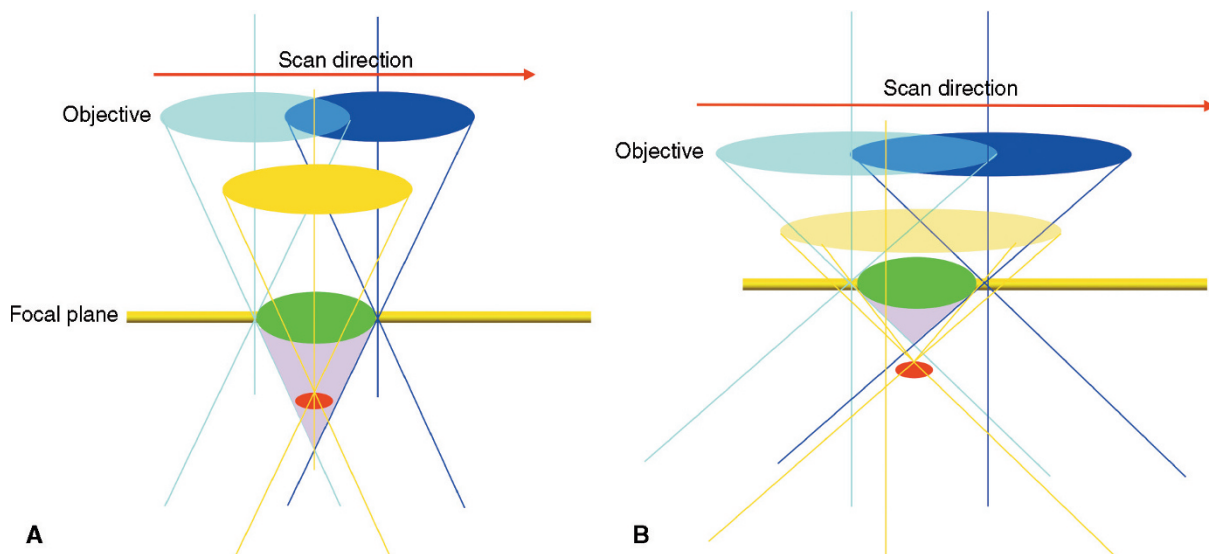 Scan direction
Objective
Focal plane
A
Scan direction
Objective
B